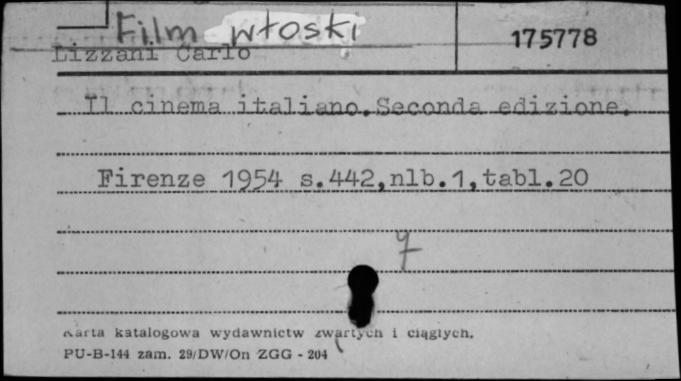 Film włoski
175778
Lizzani Carlo
Il cinema italiano.Seconda edizione.
Firenze 1954 s.442,nlb.1,tabl.20
Karta katalogowa wydawnictw zwartych i ciągłych.
PU-B-144 zam. 29/DW/On ZGG - 204